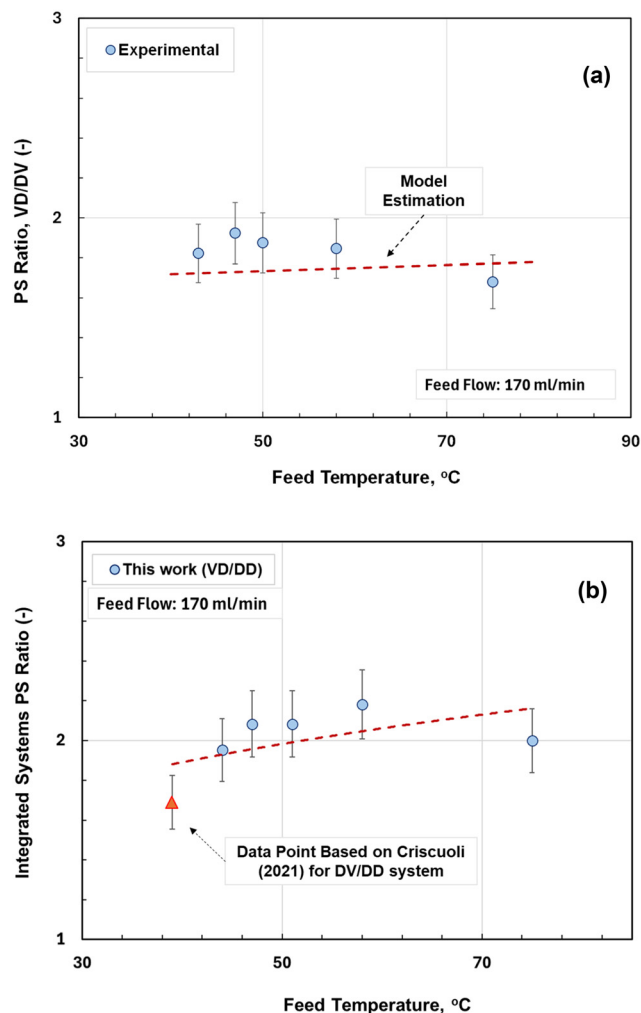 3
Experimental
(a)
PS Ratio, VD/DV (-)
Model
Estimation
2
Feed Flow: 170 ml/min
1
30
50
70
90
Feed Temperature, ºC
3
This work (VD/DD)
Feed Flow: 170 ml/min
(b)
Integrated Systems PS Ratio (-)
2
Data Point Based on Criscuoli
(2021) for DV/DD system
1
30
50
70
Feed Temperature, ºC